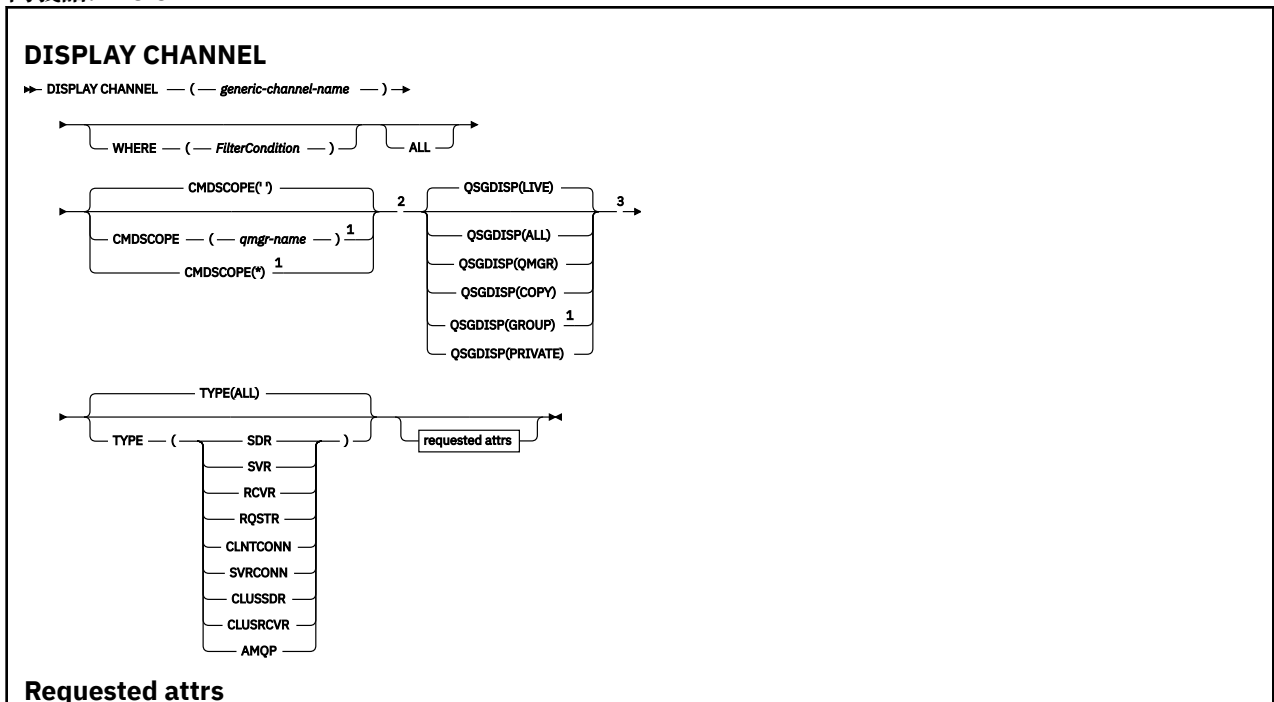 DISPLAY CHANNEL
DISPLAY CHANNEL — ( — generic-channel-name — )
WHERE — ( — FilterCondition — ) ALL
CMDSCOPE(' ') 2 QSGDISP(LIVE) 3
CMDSCOPE — ( — qmgr-name — ) 1 QSGDISP(ALL)
CMDSCOPE(*) 1 QSGDISP(QMGR)
QSGDISP(COPY)
QSGDISP(GROUP) 1
QSGDISP(PRIVATE)
TYPE(ALL)
TYPE — ( SDR ) requested attrs
SVR
RCVR
RQSTR
CLNTCONN
SVRCONN
CLUSSDR
CLUSRCVR
AMQP
Requested attrs